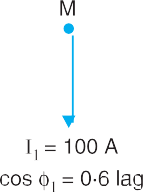 M
I₁ = 100 A
cos ϕ₁ = 0·6 lag